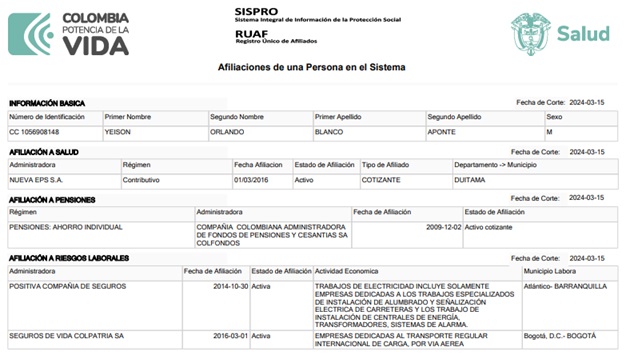 COLOMBIA
POTENCIA DE LA
VIDA
SISPRO
Sistema Integral de Información de la Protección Social
RUAF
Registro Único de Afiliados
Salud
Afiliaciones de una Persona en el Sistema
INFORMACIÓN BASICA Fecha de Corte: 2024-03-15
Número de Identificación Primer Nombre Segundo Nombre Primer Apellido Segundo Apellido Sexo
CC 1056908148 YEISON ORLANDO BLANCO APONTE M
AFILIACIÓN A SALUD Fecha de Corte: 2024-03-15
Administradora Régimen Fecha Afiliacion Estado de Afiliación Tipo de Afiliado Departamento -> Municipio
NUEVA EPS S.A. Contributivo 01/03/2016 Activo COTIZANTE DUITAMA
AFILIACIÓN A PENSIONES Fecha de Corte: 2024-03-15
Régimen Administradora Fecha de Afiliación Estado de Afiliación
PENSIONES: AHORRO INDIVIDUAL COMPAÑIA COLOMBIANA ADMINISTRADORA 2009-12-02 Activo cotizante
DE FONDOS DE PENSIONES Y CESANTIAS SA
COLFONDOS
AFILIACIÓN A RIESGOS LABORALES Fecha de Corte: 2024-03-15
Administradora Fecha de Afiliación Estado de Afiliación Actividad Economica Municipio Labora
POSITIVA COMPAÑIA DE SEGUROS 2014-10-30 Activa TRABAJOS DE ELECTRICIDAD INCLUYE SOLAMENTE Atlántico- BARRANQUILLA
EMPRESAS DEDICADAS A LOS TRABAJOS ESPECIALIZADOS
DE INSTALACIÓN DE ALUMBRADO Y SEÑALIZACIÓN
ELECTRICA DE CARRETERAS Y LOS TRABAJO DE
INSTALACIÓN DE CENTRALES DE ENERGÍA,
TRANSFORMADORES, SISTEMAS DE ALARMA.
SEGUROS DE VIDA COLPATRIA SA 2016-03-01 Activa EMPRESAS DEDICADAS AL TRANSPORTE REGULAR Bogotá, D.C.- BOGOTÁ
INTERNACIONAL DE CARGA, POR VIA AEREA